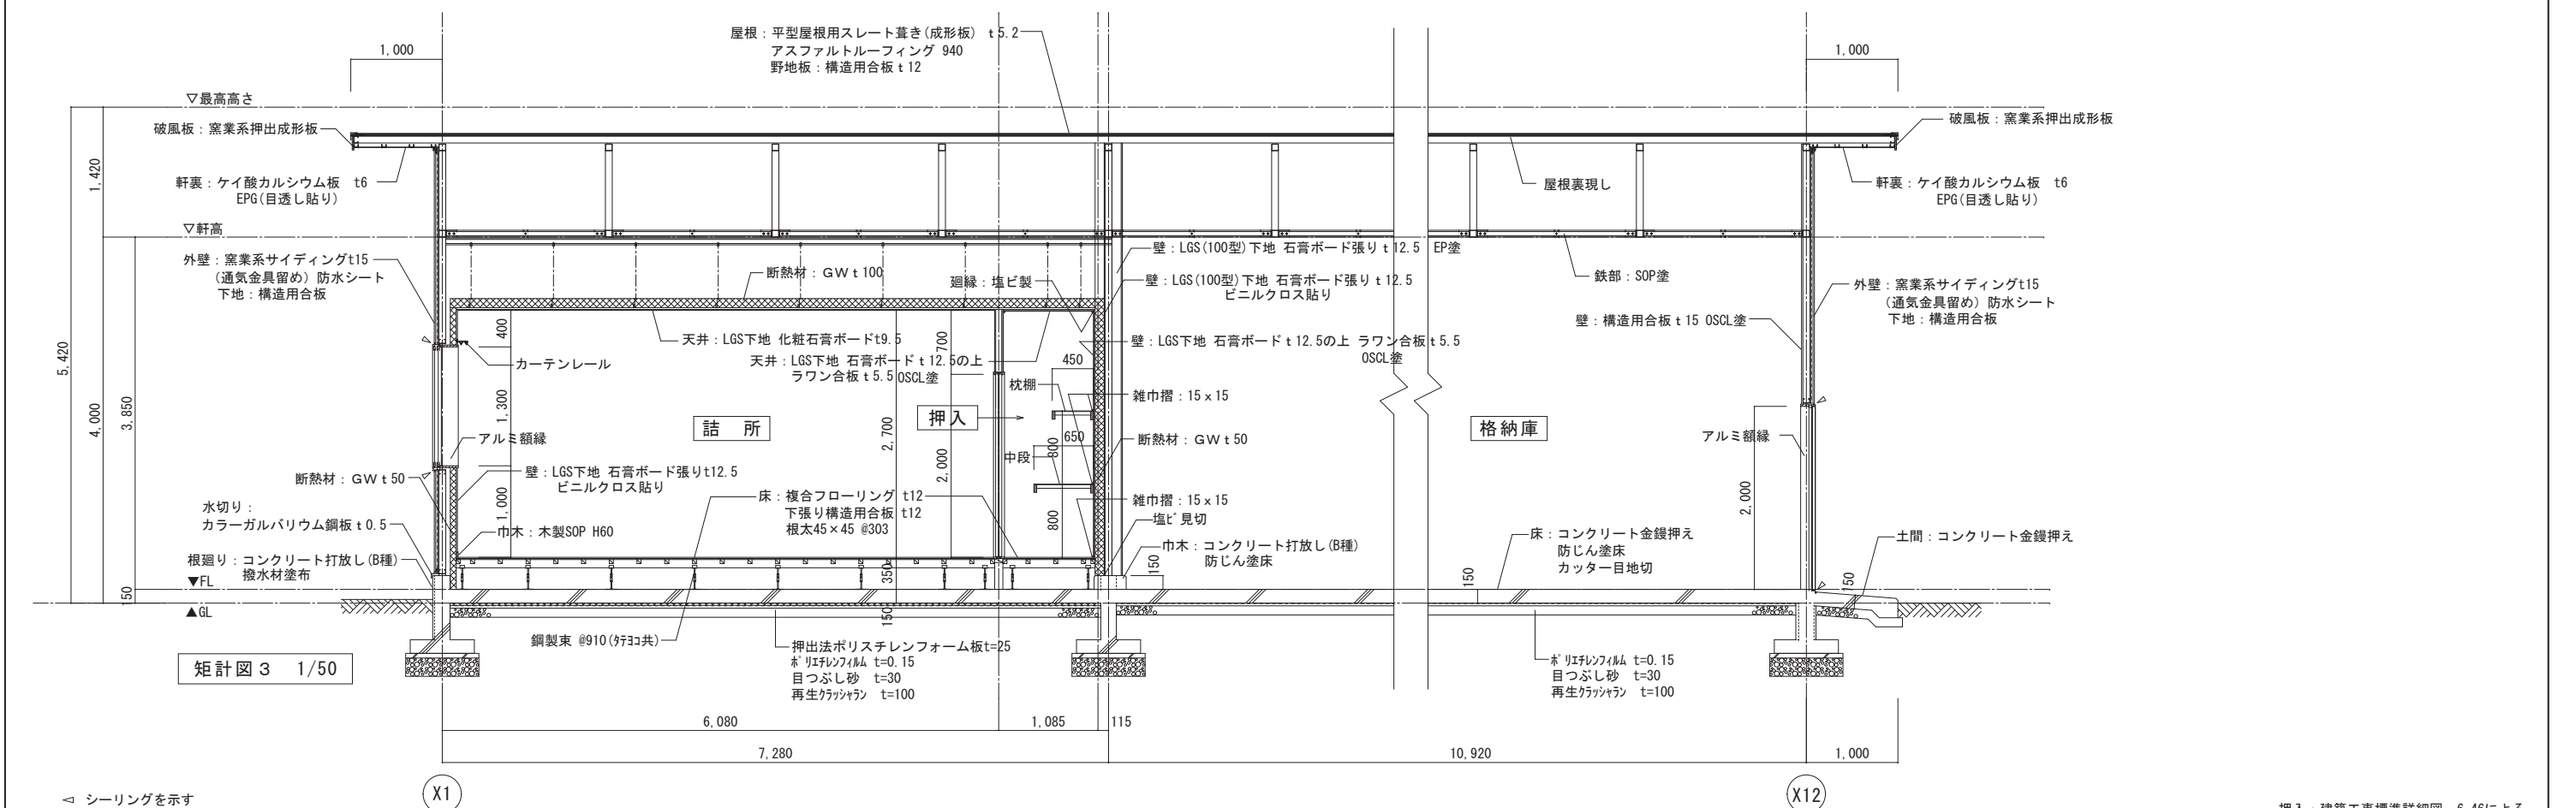 屋根：平型屋根用スレート葺き(成形板) t5.2
アスファルトルーフィング 940
野地板：構造用合板 t 12
1,000
1,000
▽最高高さ
破風板：窯業系押出成形板
破風板：窯業系押出成形板
1,420
軒裏：ケイ酸カルシウム板 t6
EPG(目透し貼り)
屋根裏現し
軒裏：ケイ酸カルシウム板 t6
EPG(目透し貼り)
▽軒高
壁：LGS(100型)下地 石膏ボード張り t 12.5 EP塗
外壁：窯業系サイディングt15
(通気金具留め) 防水シート
下地：構造用合板
断熱材：GW t 100
廻縁：塩ビ製
壁：LGS(100型)下地 石膏ボード張り t 12.5
ビニルクロス貼り
鉄部：SOP塗
外壁：窯業系サイディングt15
(通気金具留め) 防水シート
下地：構造用合板
5,420
4,000
3,850
400
天井：LGS下地 化粧石膏ボードt9.5
700
壁：LGS下地 石膏ボード t 12.5の上 ラワン合板 t 5.5
OSCL塗
壁：構造用合板 t 15 OSCL塗
カーテンレール
天井：LGS下地 石膏ボード t 12.5の上
ラワン合板 t 5.5 OSCL塗
450
枕棚
雑巾摺：15 x 15
1,300
詰 所
押入
格納庫
アルミ額縁
2,700
650
800
断熱材：GW t 50
アルミ額縁
中段
断熱材：GW t 50
壁：LGS下地 石膏ボード張りt12.5
ビニルクロス貼り
2,000
2,000
1,000
床：複合フローリング t12
下張り構造用合板 t12
根太45×45 @303
雑巾摺：15 x 15
水切り：
カラーガルバリウム鋼板 t 0.5
巾木：木製SOP H60
800
塩ﾋﾞ見切
床：コンクリート金鏝押え
防じん塗床
カッター目地切
土間：コンクリート金鏝押え
根廻り：コンクリート打放し(B種)
撥水材塗布
巾木：コンクリート打放し(B種)
防じん塗床
▼FL
150
350
150
150
150
▲GL
150
鋼製束 @910(ﾀﾃﾖｺ共)
押出法ポリスチレンフォーム板t=25
ﾎﾟﾘｴﾁﾚﾝﾌｨﾙﾑ t=0.15
目つぶし砂 t=30
再生ｸﾗｯｼｬﾗﾝ t=100
ﾎﾟﾘｴﾁﾚﾝﾌｨﾙﾑ t=0.15
目つぶし砂 t=30
再生ｸﾗｯｼｬﾗﾝ t=100
矩計図３ 1/50
6,080
1,085
115
7,280
10,920
1,000
X1
X12
◁ シーリングを示す